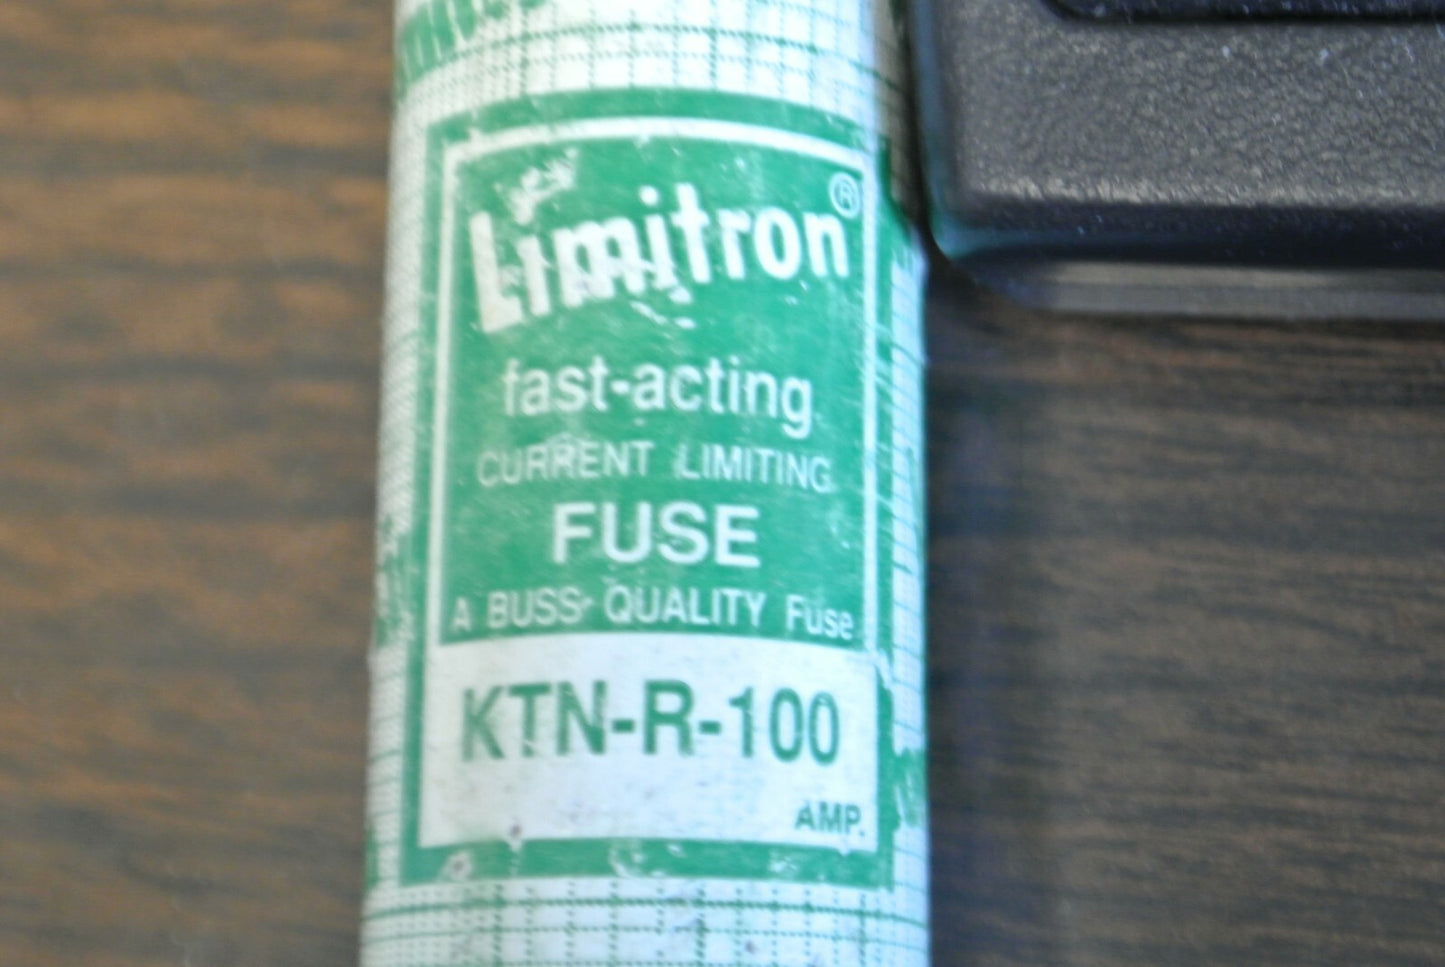 Limitron®
fast-acting
CURRENT LIMITING
FUSE
A BUSS QUALITY Fuse
KTN-R-100
AMP.